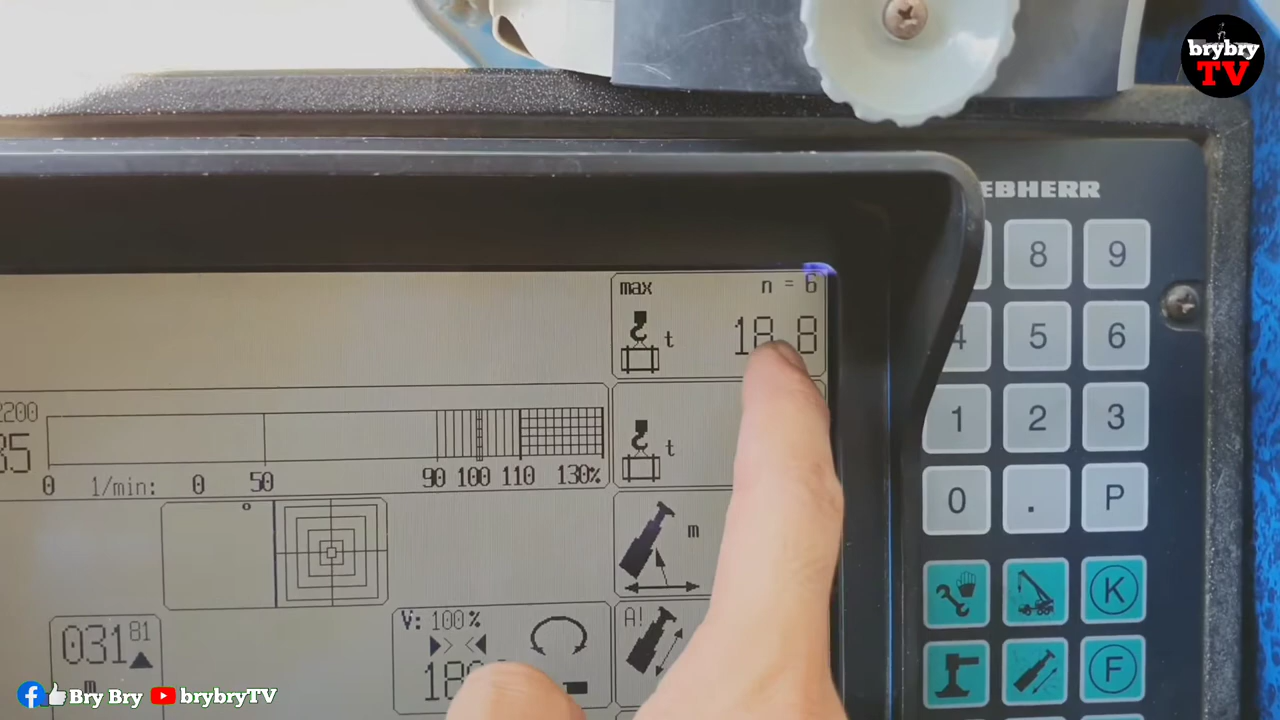 brybry
TV
EBHERR
8 9
4 5 6
1 2 3
0 . P
K
F
max n = 6
t 18.8
t
m
A!
2200
35
0 1/min: 0 50 90 100 110 130%
V: 100%
031 81
m
Bry Bry brybryTV